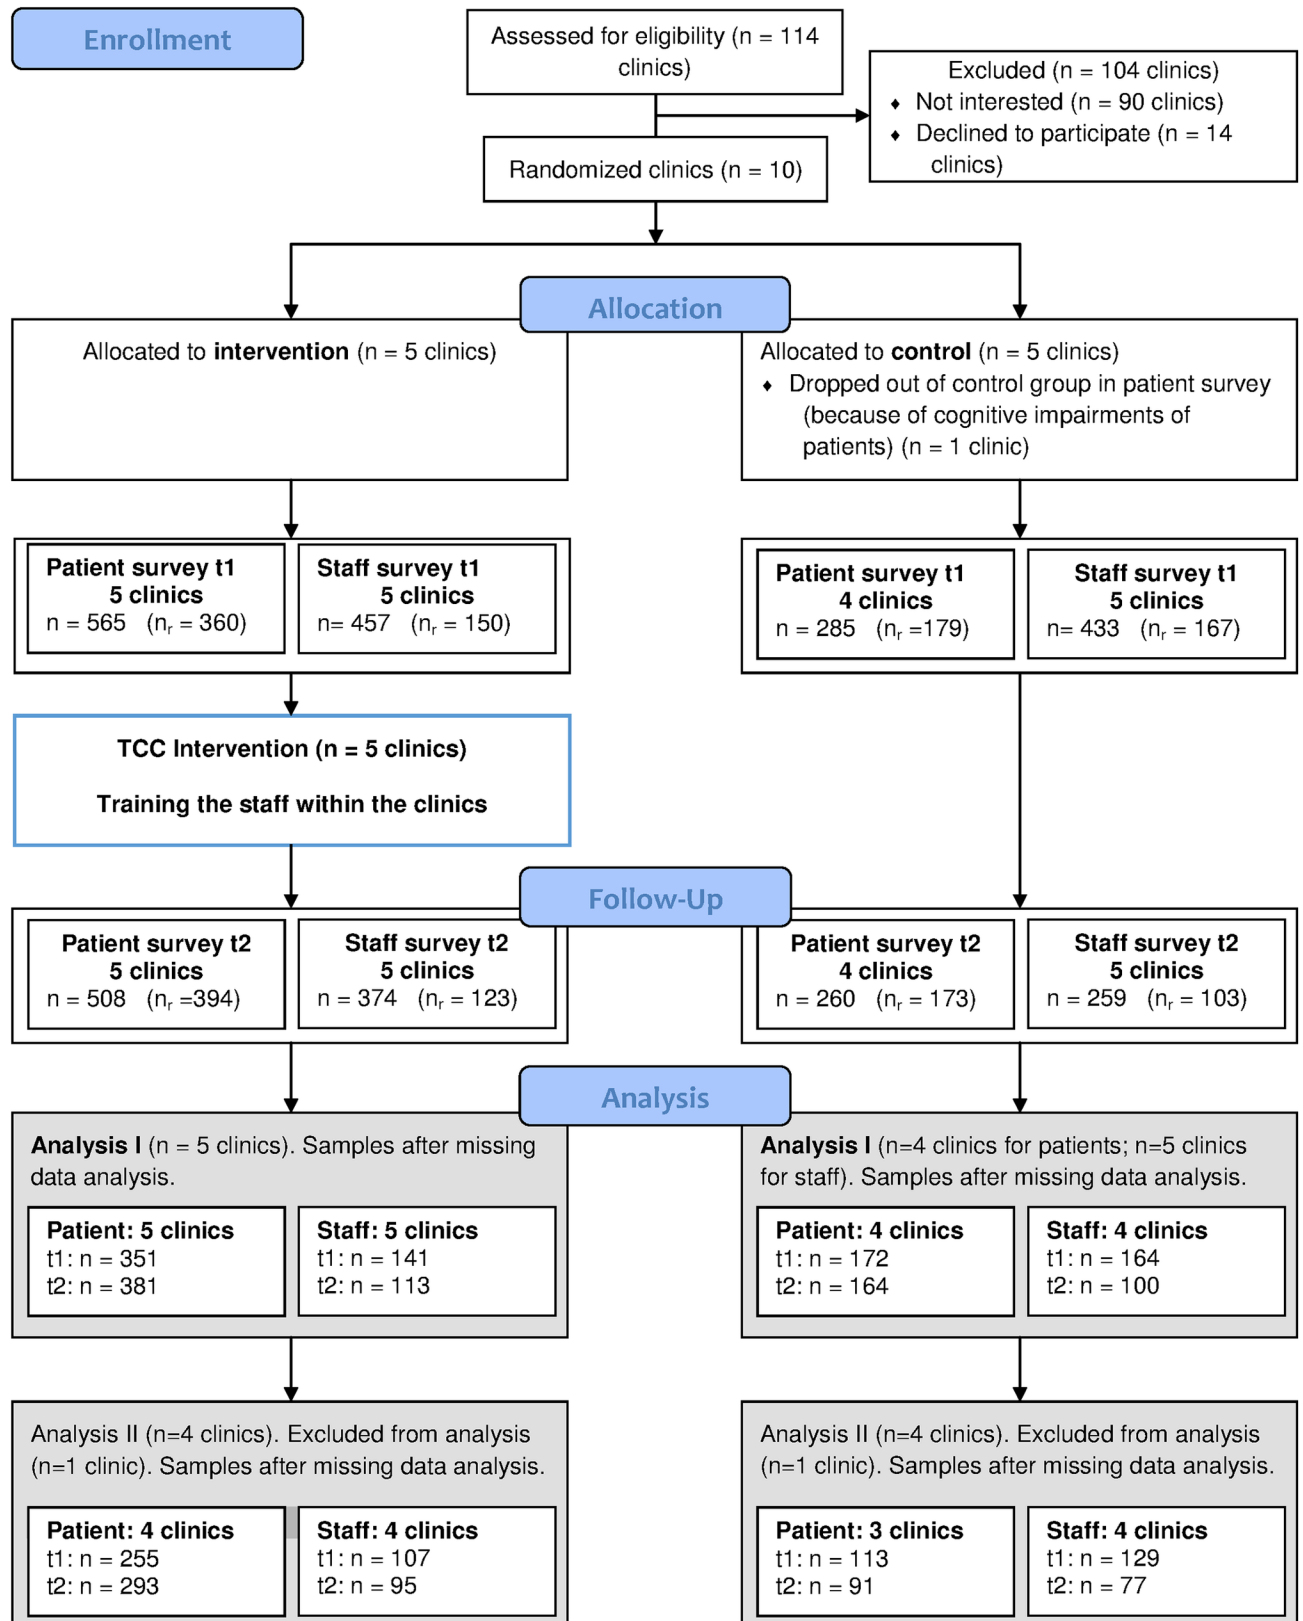 Enrollment
Assessed for eligibility (n = 114
clinics)
Excluded (n = 104 clinics)
♦ Not interested (n = 90 clinics)
♦ Declined to participate (n = 14
clinics)
Randomized clinics (n = 10)
Allocation
Allocated to intervention (n = 5 clinics)
Allocated to control (n = 5 clinics)
♦ Dropped out of control group in patient survey
(because of cognitive impairments of
patients) (n = 1 clinic)
Patient survey t1
5 clinics
n = 565 (nr = 360)
Staff survey t1
5 clinics
n= 457 (nr = 150)
Patient survey t1
4 clinics
n = 285 (nr =179)
Staff survey t1
5 clinics
n= 433 (nr = 167)
TCC Intervention (n = 5 clinics)
Training the staff within the clinics
Follow-Up
Patient survey t2
5 clinics
n = 508 (nr =394)
Staff survey t2
5 clinics
n = 374 (nr = 123)
Patient survey t2
4 clinics
n = 260 (nr = 173)
Staff survey t2
5 clinics
n = 259 (nr = 103)
Analysis
Analysis I (n = 5 clinics). Samples after missing
data analysis.
Patient: 5 clinics
t1: n = 351
t2: n = 381
Staff: 5 clinics
t1: n = 141
t2: n = 113
Analysis I (n=4 clinics for patients; n=5 clinics
for staff). Samples after missing data analysis.
Patient: 4 clinics
t1: n = 172
t2: n = 164
Staff: 4 clinics
t1: n = 164
t2: n = 100
Analysis II (n=4 clinics). Excluded from analysis
(n=1 clinic). Samples after missing data analysis.
Patient: 4 clinics
t1: n = 255
t2: n = 293
Staff: 4 clinics
t1: n = 107
t2: n = 95
Analysis II (n=4 clinics). Excluded from analysis
(n=1 clinic). Samples after missing data analysis.
Patient: 3 clinics
t1: n = 113
t2: n = 91
Staff: 4 clinics
t1: n = 129
t2: n = 77